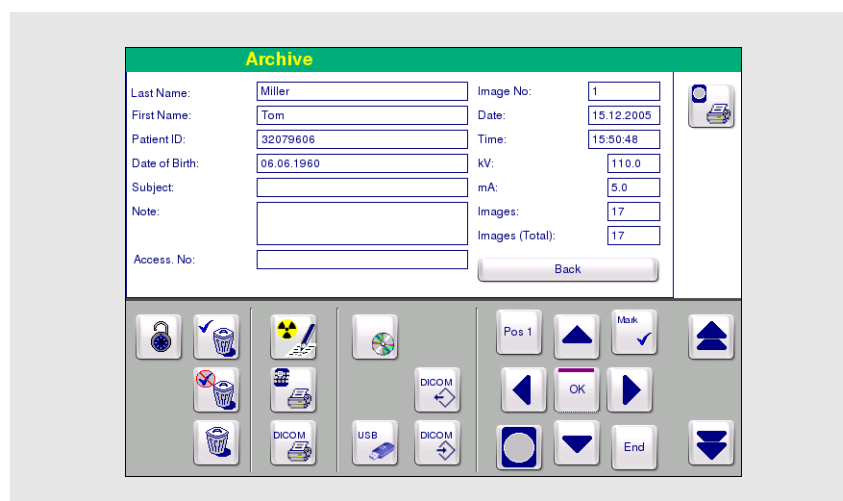 Archive
Last Name: Miller Image No: 1
First Name: Tom Date: 15.12.2005
Patient ID: 32079606 Time: 15:50:48
Date of Birth: 06.06.1960 kV: 110.0
Subject: mA: 5.0
Note: Images: 17
Images (Total): 17
Access. No:
Back
Pos 1
Mark
DICOM
OK
DICOM
USB
DICOM
End